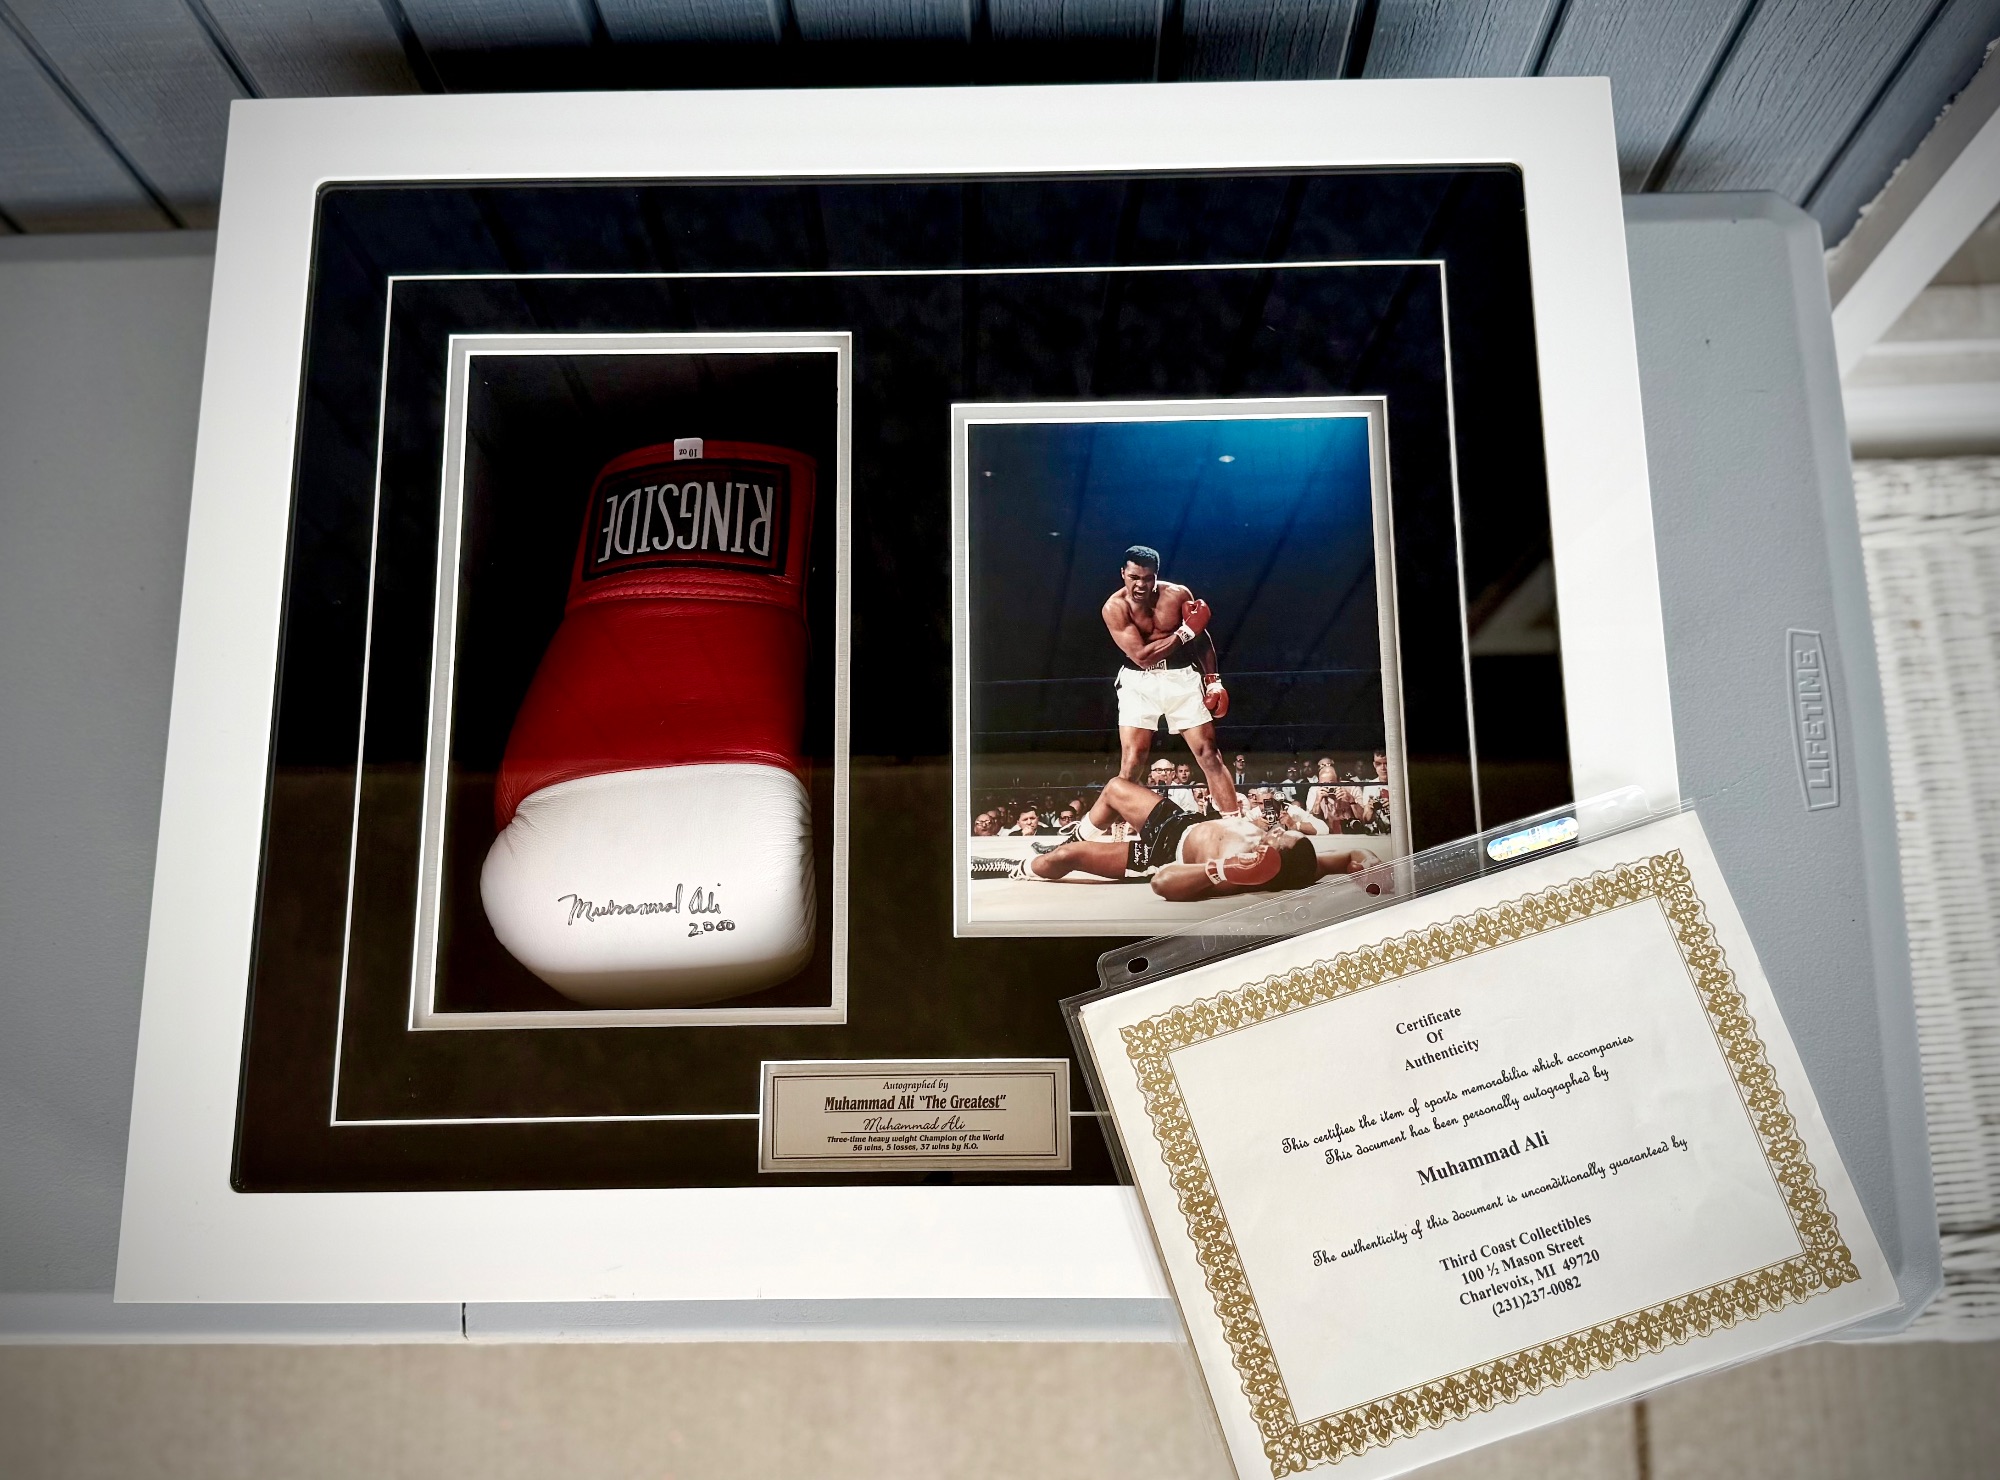 10 oz
RINGSIDE
Muhammad Ali
2000
Autographed by
Muhammad Ali "The Greatest"
Muhammad Ali
Three-time heavy weight Champion of the World
56 wins, 5 losses, 37 wins by K.O.
LIFETIME
Certificate
Of
Authenticity
This certifies the item of sports memorabilia which accompanies
This document has been personally autographed by
Muhammad Ali
The authenticity of this document is unconditionally guaranteed by
Third Coast Collectibles
100 ½ Mason Street
Charlevoix, MI 49720
(231)237-0082